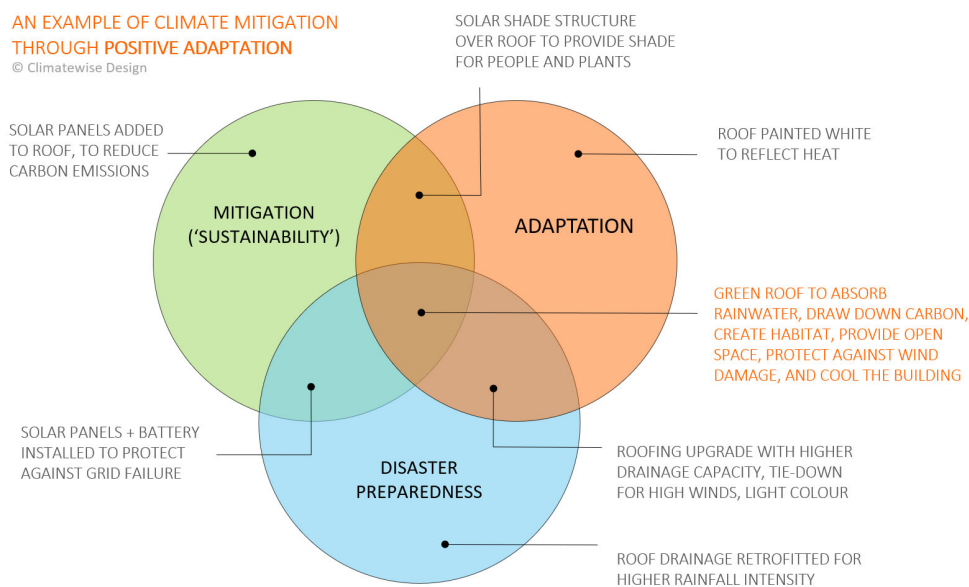 AN EXAMPLE OF CLIMATE MITIGATION
THROUGH POSITIVE ADAPTATION
© Climatewise Design
SOLAR SHADE STRUCTURE
OVER ROOF TO PROVIDE SHADE
FOR PEOPLE AND PLANTS
SOLAR PANELS ADDED
TO ROOF, TO REDUCE
CARBON EMISSIONS
ROOF PAINTED WHITE
TO REFLECT HEAT
MITIGATION
(‘SUSTAINABILITY’)
ADAPTATION
GREEN ROOF TO ABSORB
RAINWATER, DRAW DOWN CARBON,
CREATE HABITAT, PROVIDE OPEN
SPACE, PROTECT AGAINST WIND
DAMAGE, AND COOL THE BUILDING
SOLAR PANELS + BATTERY
INSTALLED TO PROTECT
AGAINST GRID FAILURE
DISASTER
PREPAREDNESS
ROOFING UPGRADE WITH HIGHER
DRAINAGE CAPACITY, TIE-DOWN
FOR HIGH WINDS, LIGHT COLOUR
ROOF DRAINAGE RETROFITTED FOR
HIGHER RAINFALL INTENSITY